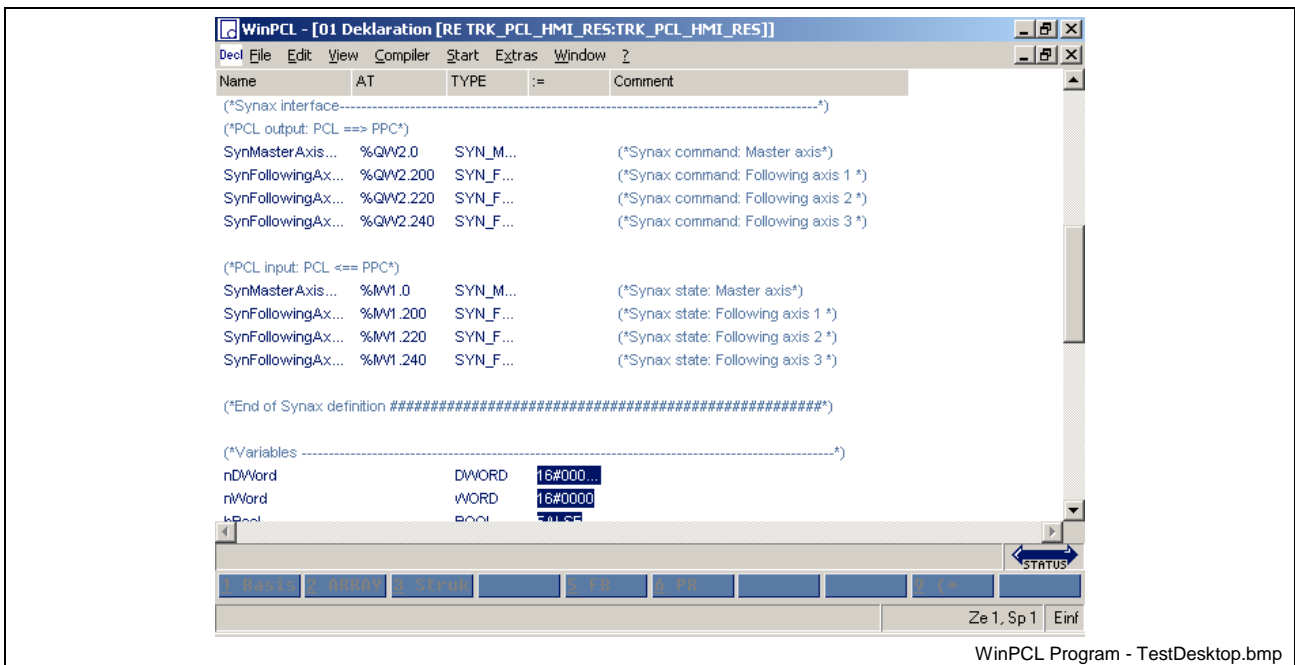 WinPCL - [01 Deklaration [RE TRK_PCL_HMI_RES:TRK_PCL_HMI_RES]]
Decl File Edit View Compiler Start Extras Window ?
Name AT TYPE := Comment
(*Synax interface----------------------------------------------------------------------------------------*)
(*PCL output: PCL ==> PPC*)
SynMasterAxis... %QW2.0 SYN_M... (*Synax command: Master axis*)
SynFollowingAx... %QW2.200 SYN_F... (*Synax command: Following axis 1 *)
SynFollowingAx... %QW2.220 SYN_F... (*Synax command: Following axis 2 *)
SynFollowingAx... %QW2.240 SYN_F... (*Synax command: Following axis 3 *)
(*PCL input: PCL <== PPC*)
SynMasterAxis... %IW1.0 SYN_M... (*Synax state: Master axis*)
SynFollowingAx... %IW1.200 SYN_F... (*Synax state: Following axis 1 *)
SynFollowingAx... %IW1.220 SYN_F... (*Synax state: Following axis 2 *)
SynFollowingAx... %IW1.240 SYN_F... (*Synax state: Following axis 3 *)
(*End of Synax definition #####################################################*)
(*Variables --------------------------------------------------------------------------------------------------*)
nDWord DWORD 16#000...
nWord WORD 16#0000
bBool BOOL FALSE
STATUS
1 Basis 2 ARRAY 3 Struk 5 FB 6 PR 9 (*
Ze 1, Sp 1 Einf
WinPCL Program - TestDesktop.bmp